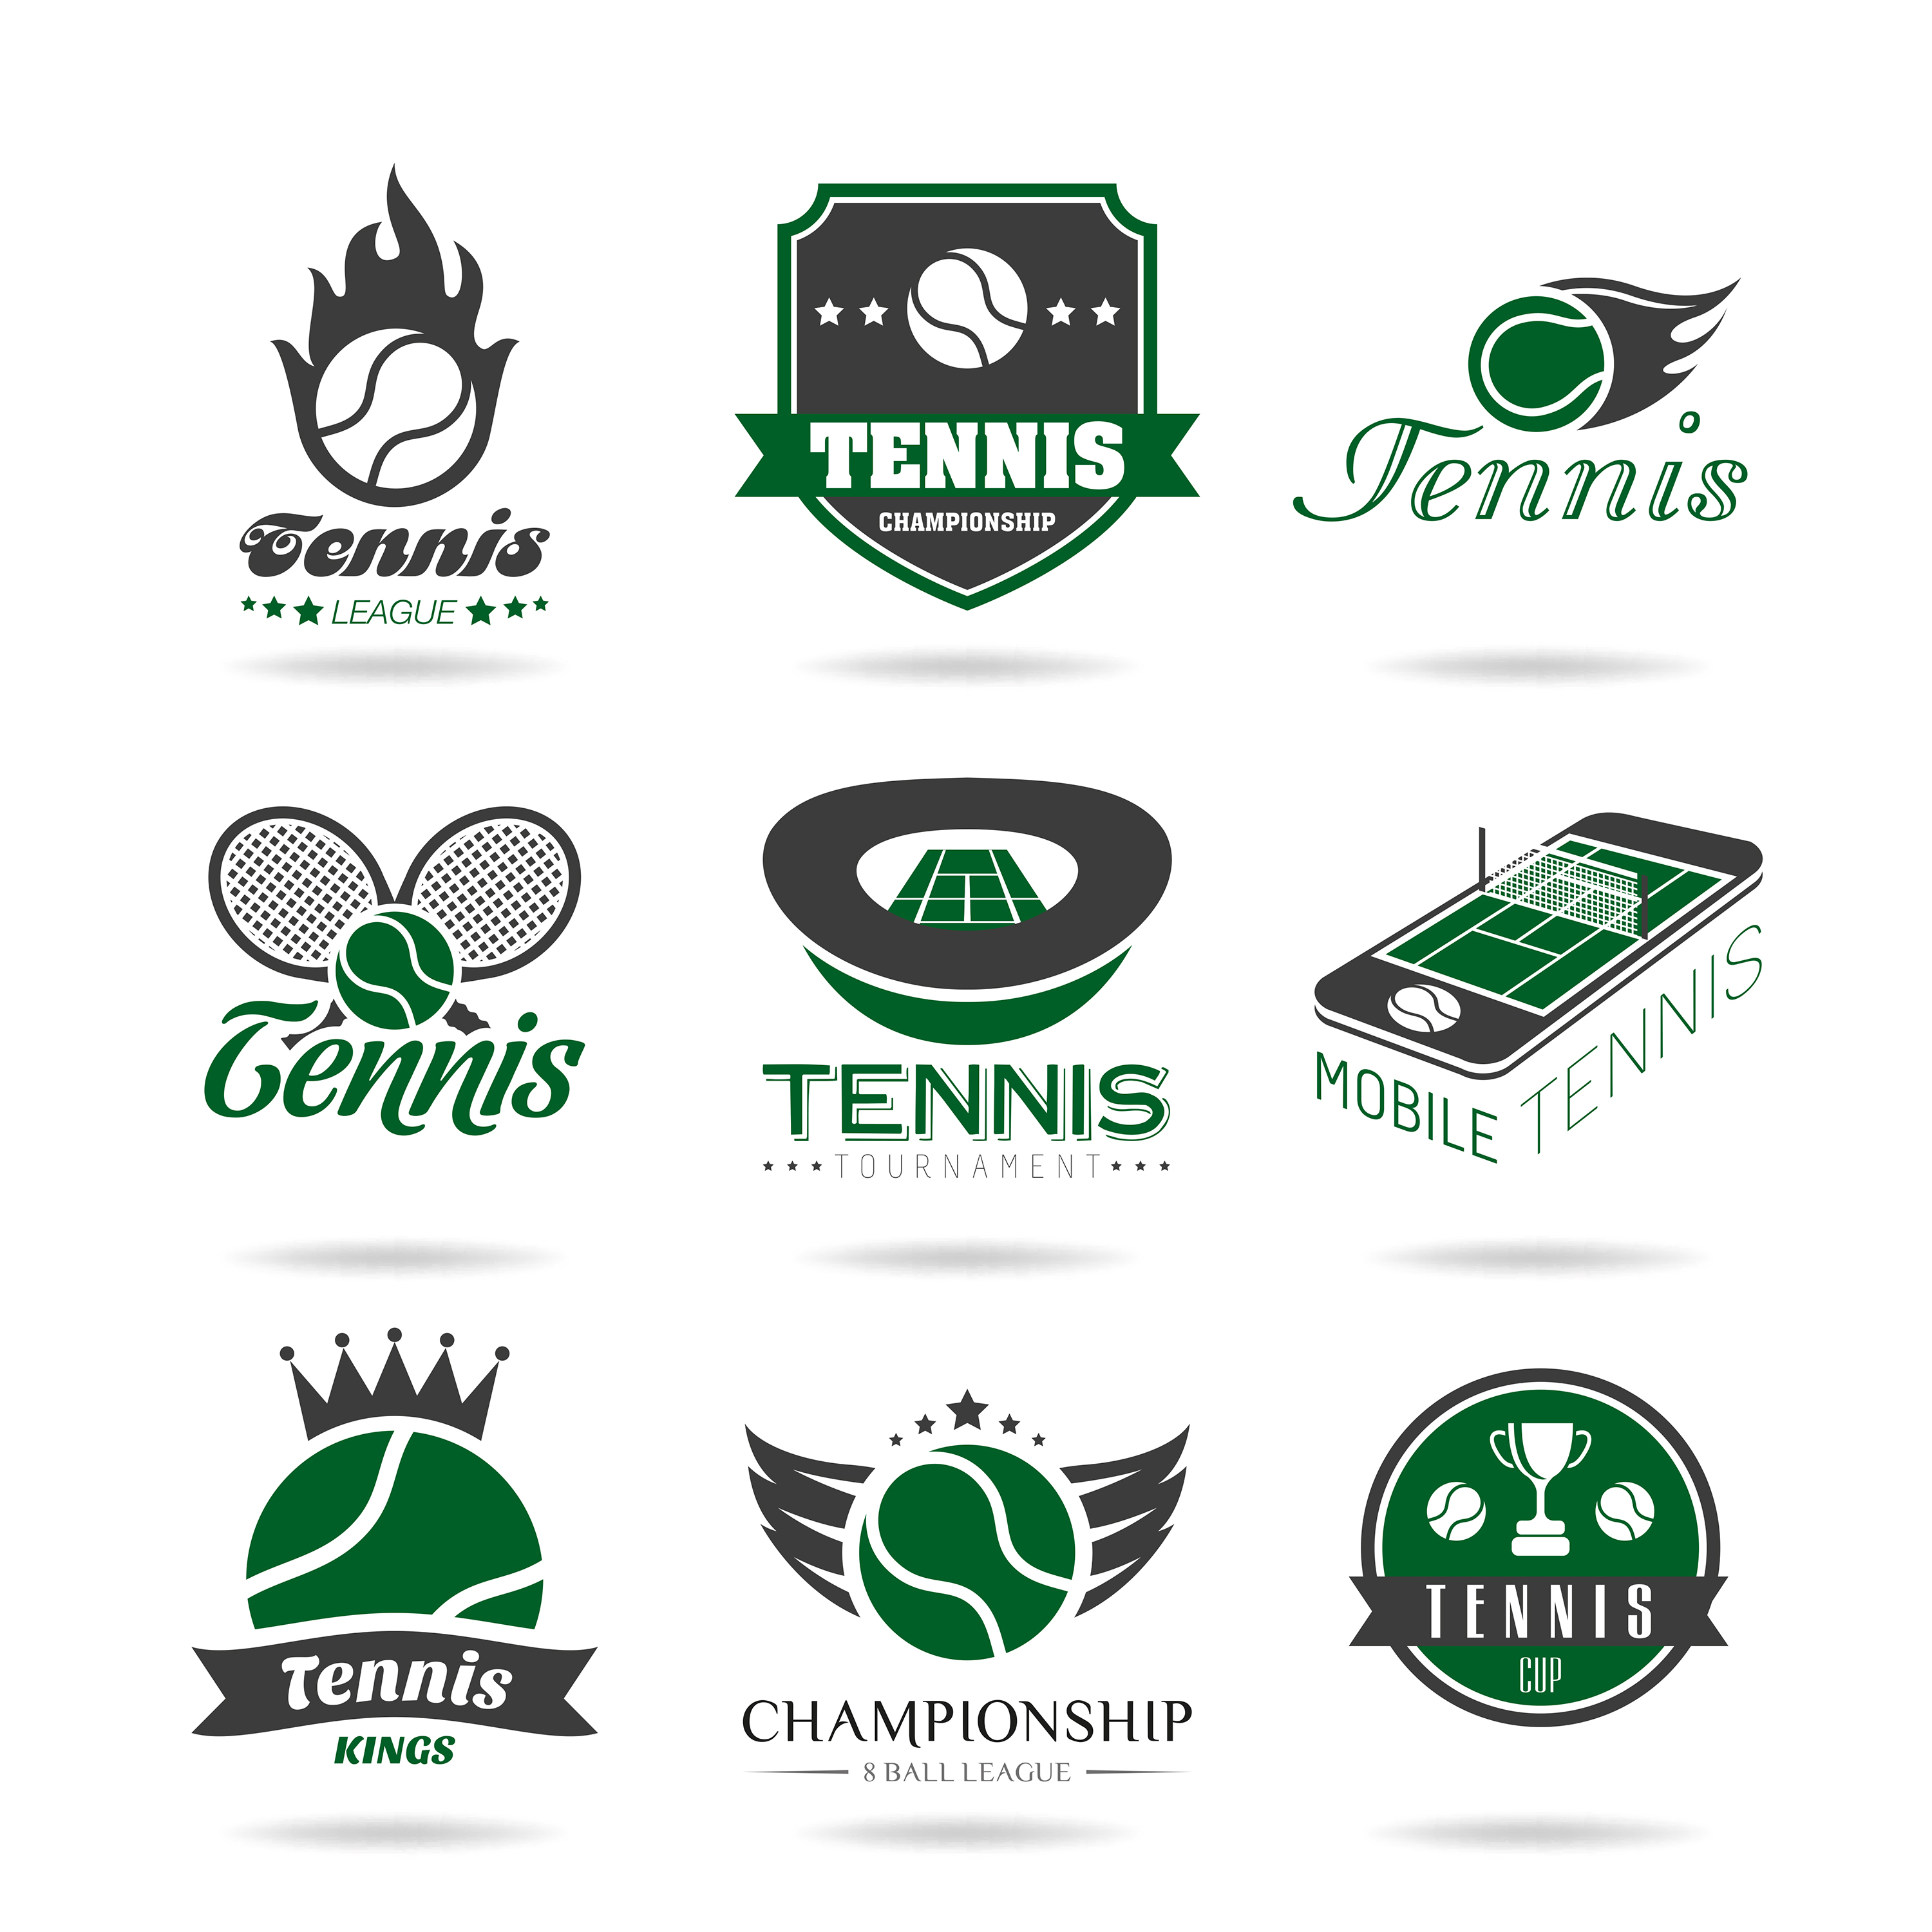 Tennis
LEAGUE
TENNIS
CHAMPIONSHIP
Tennis
Tennis
TENNIS
TOURNAMENT
MOBILE TENNIS
Tennis
KINGS
CHAMPIONSHIP
8 BALL LEAGUE
TENNIS
CUP